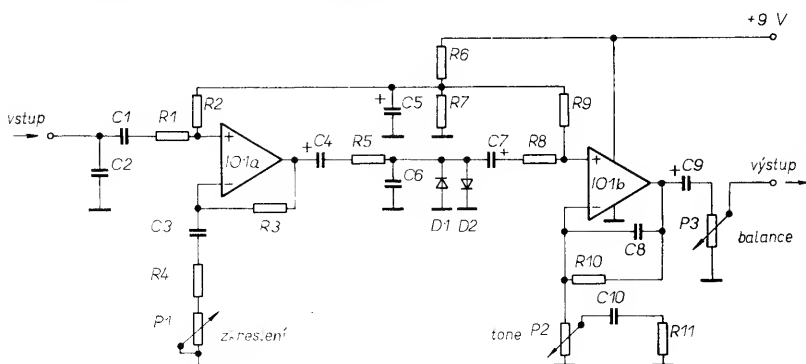 +9 V
R6
C1
R1
R2
+
C5
R7
R9
vstup
C2
+
−
IO1a
+
C4
R5
C6
D1
D2
C7
+
R8
+
−
IO1b
+
C9
výstup
C3
R3
C8
P3
balance
R4
R10
C10
P1
zkreslení
tone
P2
R11